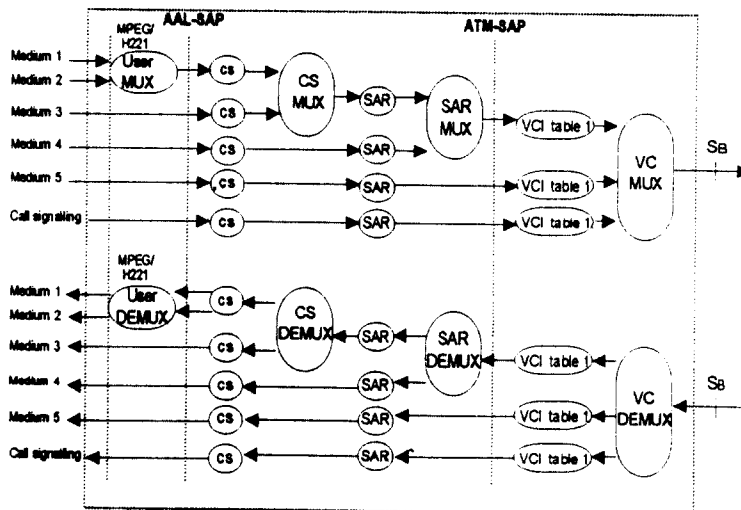 AAL-SAP
ATM-SAP
MPEG/
H221
Medium 1
Medium 2
User
MUX
CS
CS
MUX
SAR
SAR
MUX
VCI table 1
VC
MUX
SB
Medium 3
CS
Medium 4
CS
SAR
Medium 5
CS
SAR
VCI table 1
Call signalling
CS
SAR
VCI table 1
MPEG/
H221
Medium 1
Medium 2
User
DEMUX
CS
CS
DEMUX
SAR
SAR
DEMUX
VCI table 1
VC
DEMUX
SB
Medium 3
CS
Medium 4
CS
SAR
Medium 5
CS
SAR
VCI table 1
Call signalling
CS
SAR
VCI table 1